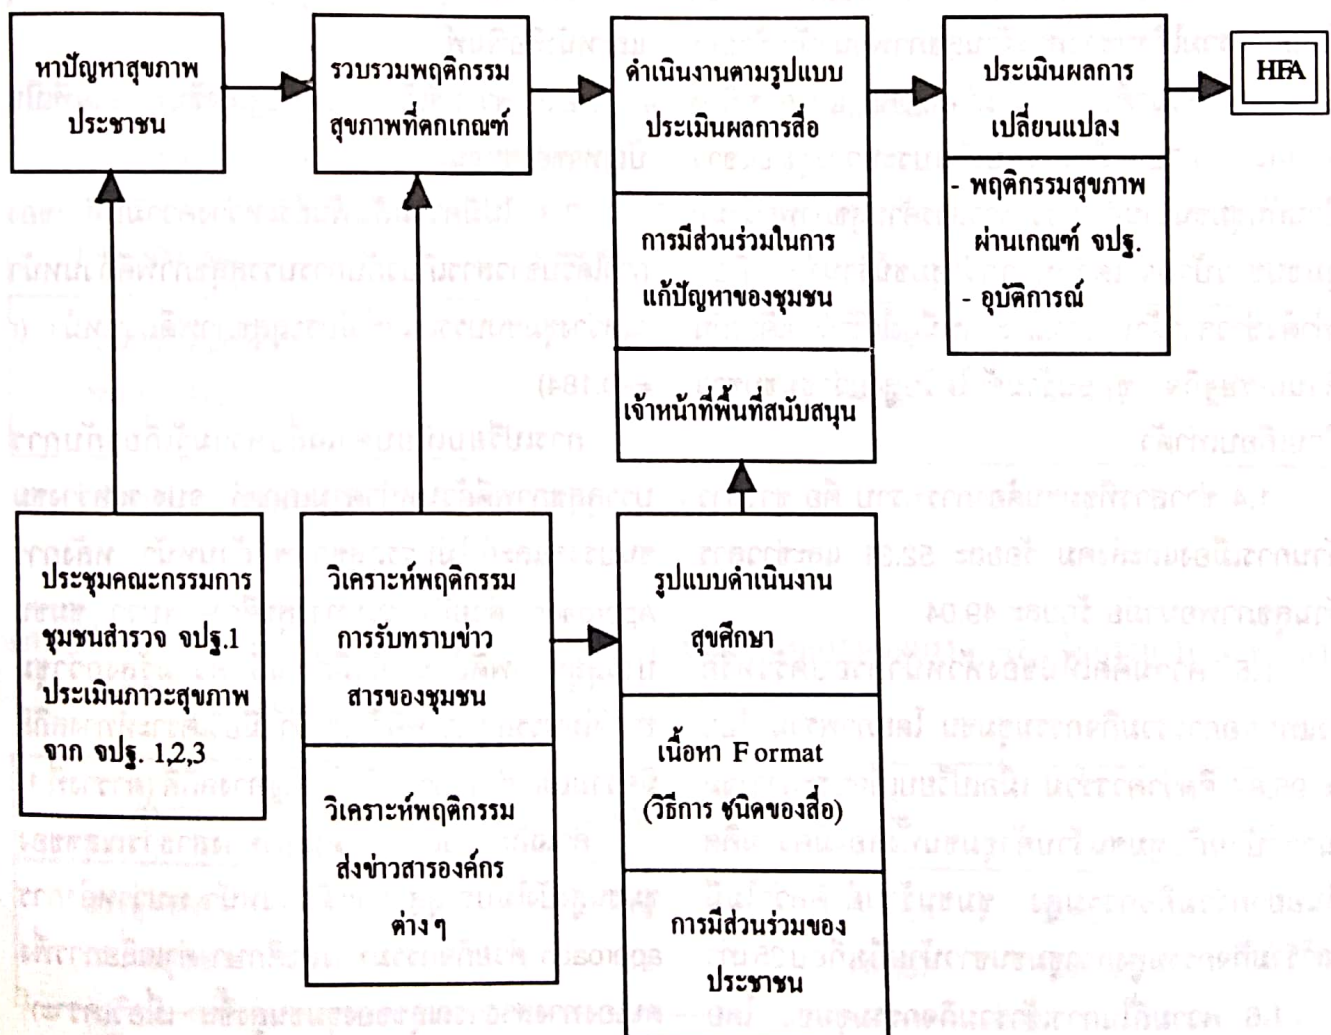 หาปัญหาสุขภาพ
ประชาชน
รวบรวมพฤติกรรม
สุขภาพที่ตกเกณฑ์
ดำเนินงานตามรูปแบบ
ประเมินผลการสื่อ
การมีส่วนร่วมในการ
แก้ปัญหาของชุมชน
เจ้าหน้าที่พื้นที่สนับสนุน
ประเมินผลการ
เปลี่ยนแปลง
- พฤติกรรมสุขภาพ
ผ่านเกณฑ์ จปฐ.
- อุบัติการณ์
HFA
ประชุมคณะกรรมการ
ชุมชนสำรวจ จปฐ.1
ประเมินภาวะสุขภาพ
จาก จปฐ. 1,2,3
วิเคราะห์พฤติกรรม
การรับทราบข่าว
สารของชุมชน
วิเคราะห์พฤติกรรม
ส่งข่าวสารองค์กร
ต่างๆ
รูปแบบดำเนินงาน
สุขศึกษา
เนื้อหา Format
(วิธีการ ชนิดของสื่อ)
การมีส่วนร่วมของ
ประชาชน